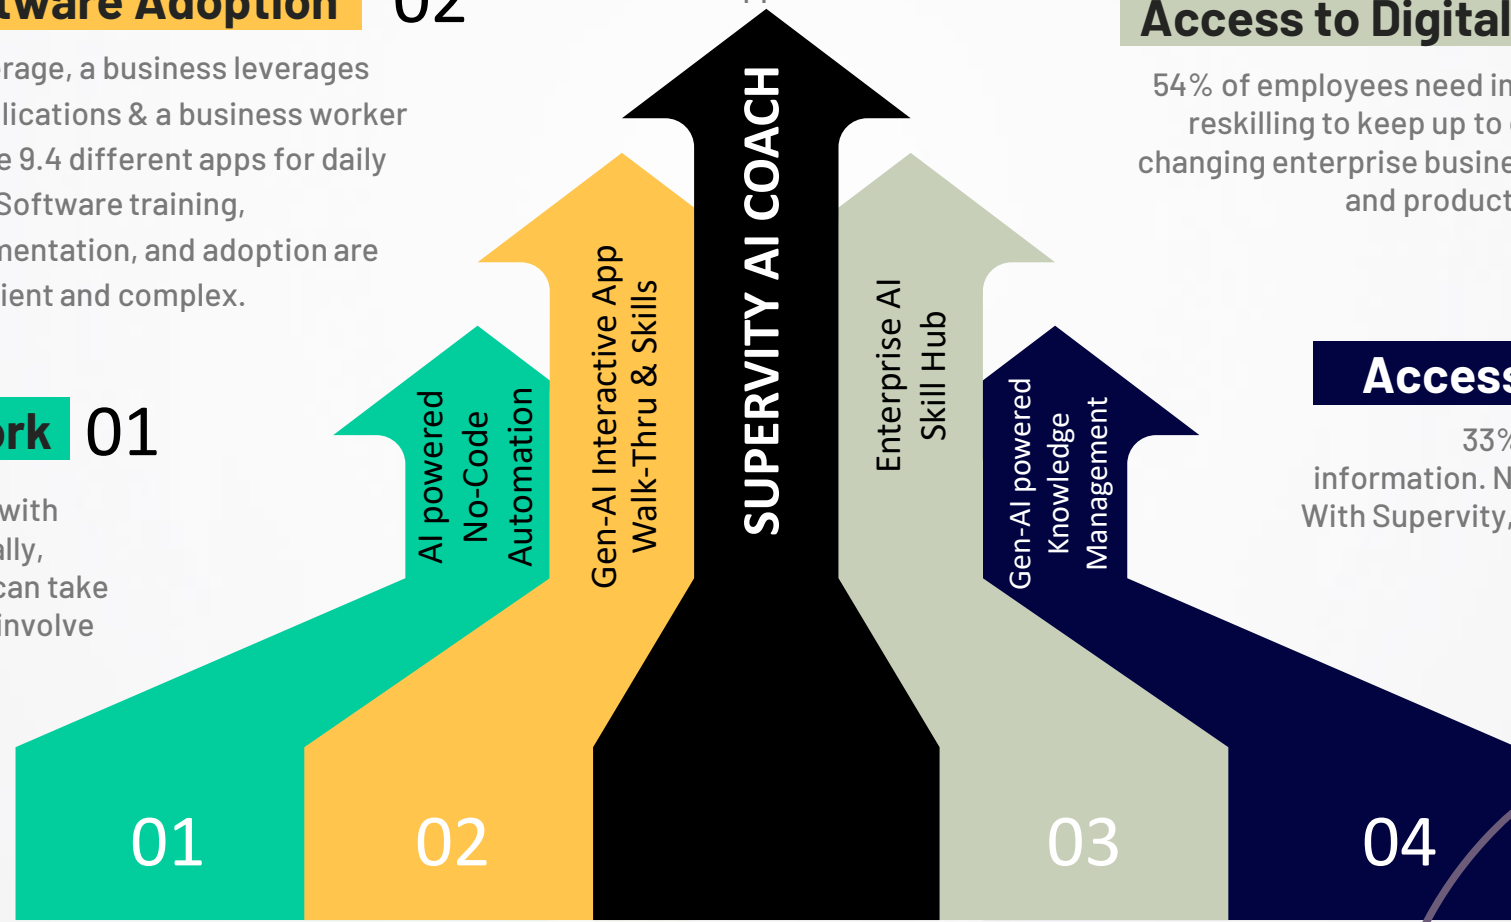 tware Adoption 02
erage, a business leverages
lications & a business worker
e 9.4 different apps for daily
Software training,
mentation, and adoption are
ient and complex.
ork 01
with
ally,
can take
involve
AI powered
No-Code
Automation
Gen-AI Interactive App
Walk-Thru & Skills
SUPERVITY AI COACH
Enterprise AI
Skill Hub
Gen-AI powered
Knowledge
Management
Access to Digital
54% of employees need in
reskilling to keep up to
changing enterprise busine
and product
Access
33%
information. N
With Supervity,
01 02 03 04